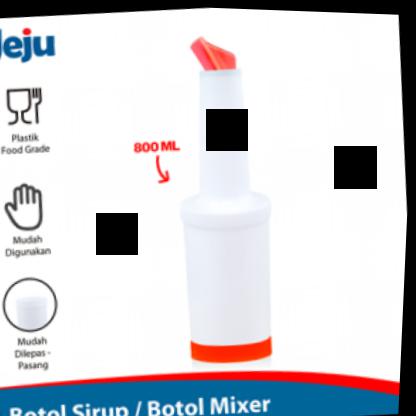 800 ML
Plastik
Food Grade
Mudah
Digunakan
Mudah
Dilepas -
Pasang
Botol Sirup / Botol Mixer